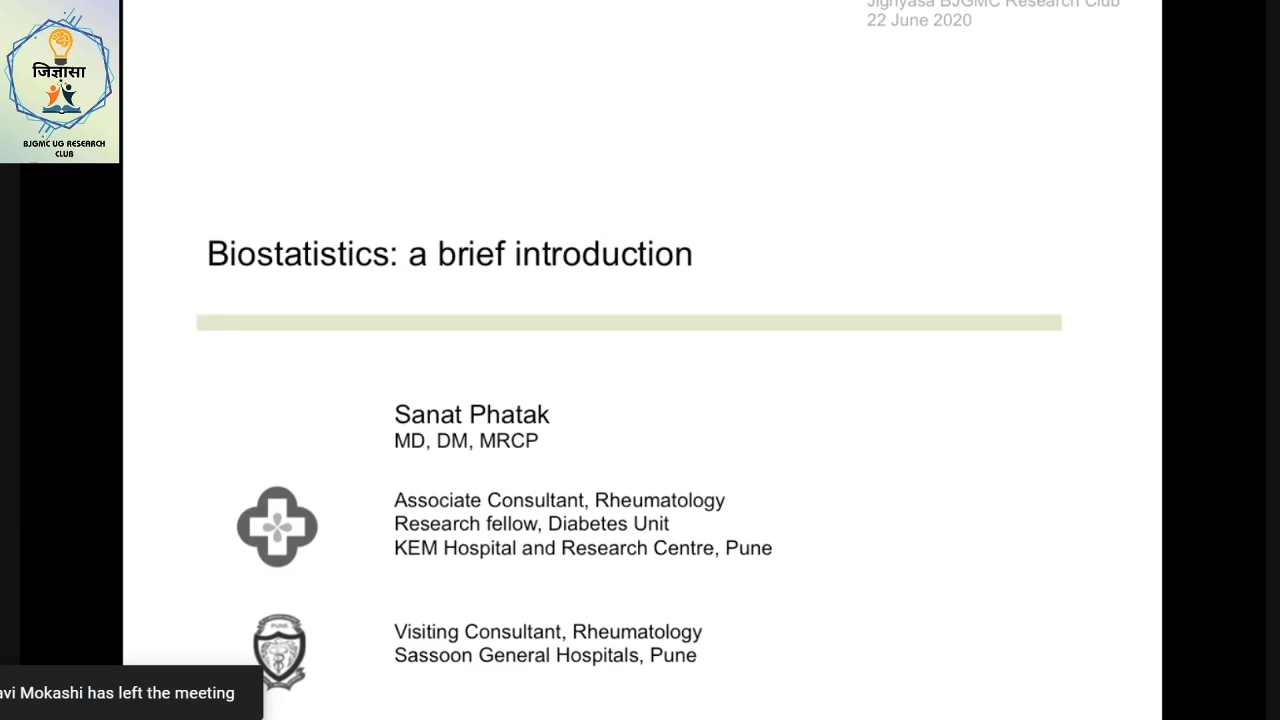 Jignyasa BJGMC Research Club
22 June 2020
जिज्ञासा
BJGMC UG RESEARCH
CLUB
Biostatistics: a brief introduction
Sanat Phatak
MD, DM, MRCP
Associate Consultant, Rheumatology
Research fellow, Diabetes Unit
KEM Hospital and Research Centre, Pune
PUNE
Visiting Consultant, Rheumatology
Sassoon General Hospitals, Pune
avi Mokashi has left the meeting